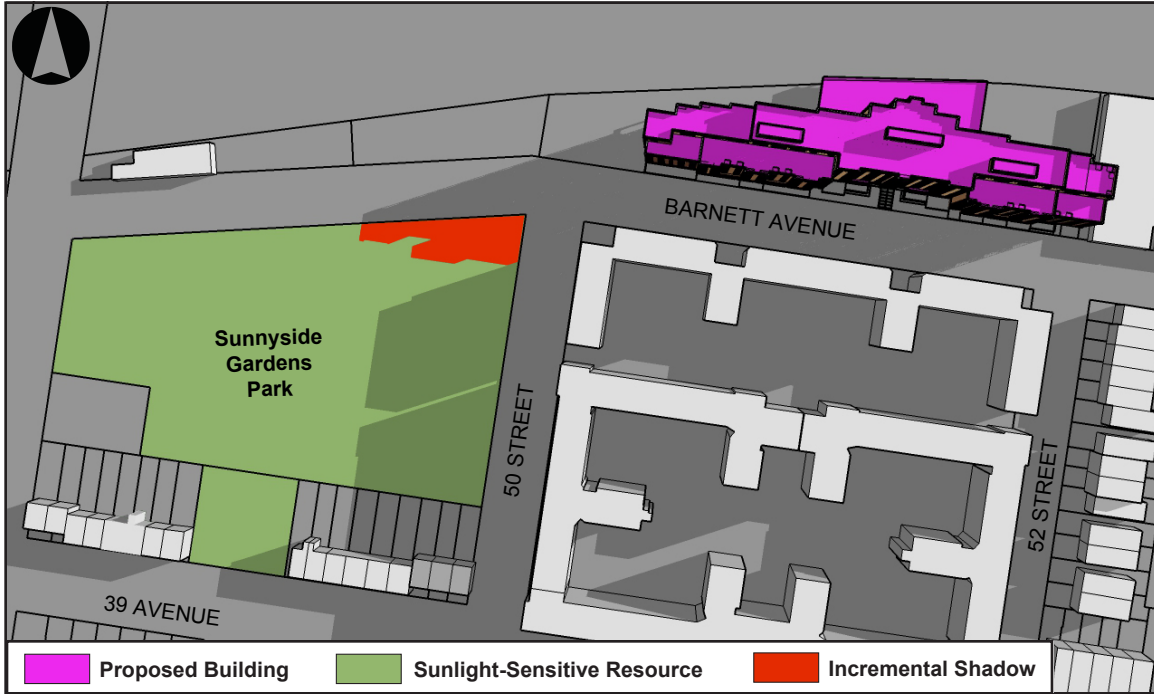 BARNETT AVENUE
Sunnyside
Gardens
Park
50 STREET
52 STREET
39 AVENUE
Proposed Building
Sunlight-Sensitive Resource
Incremental Shadow